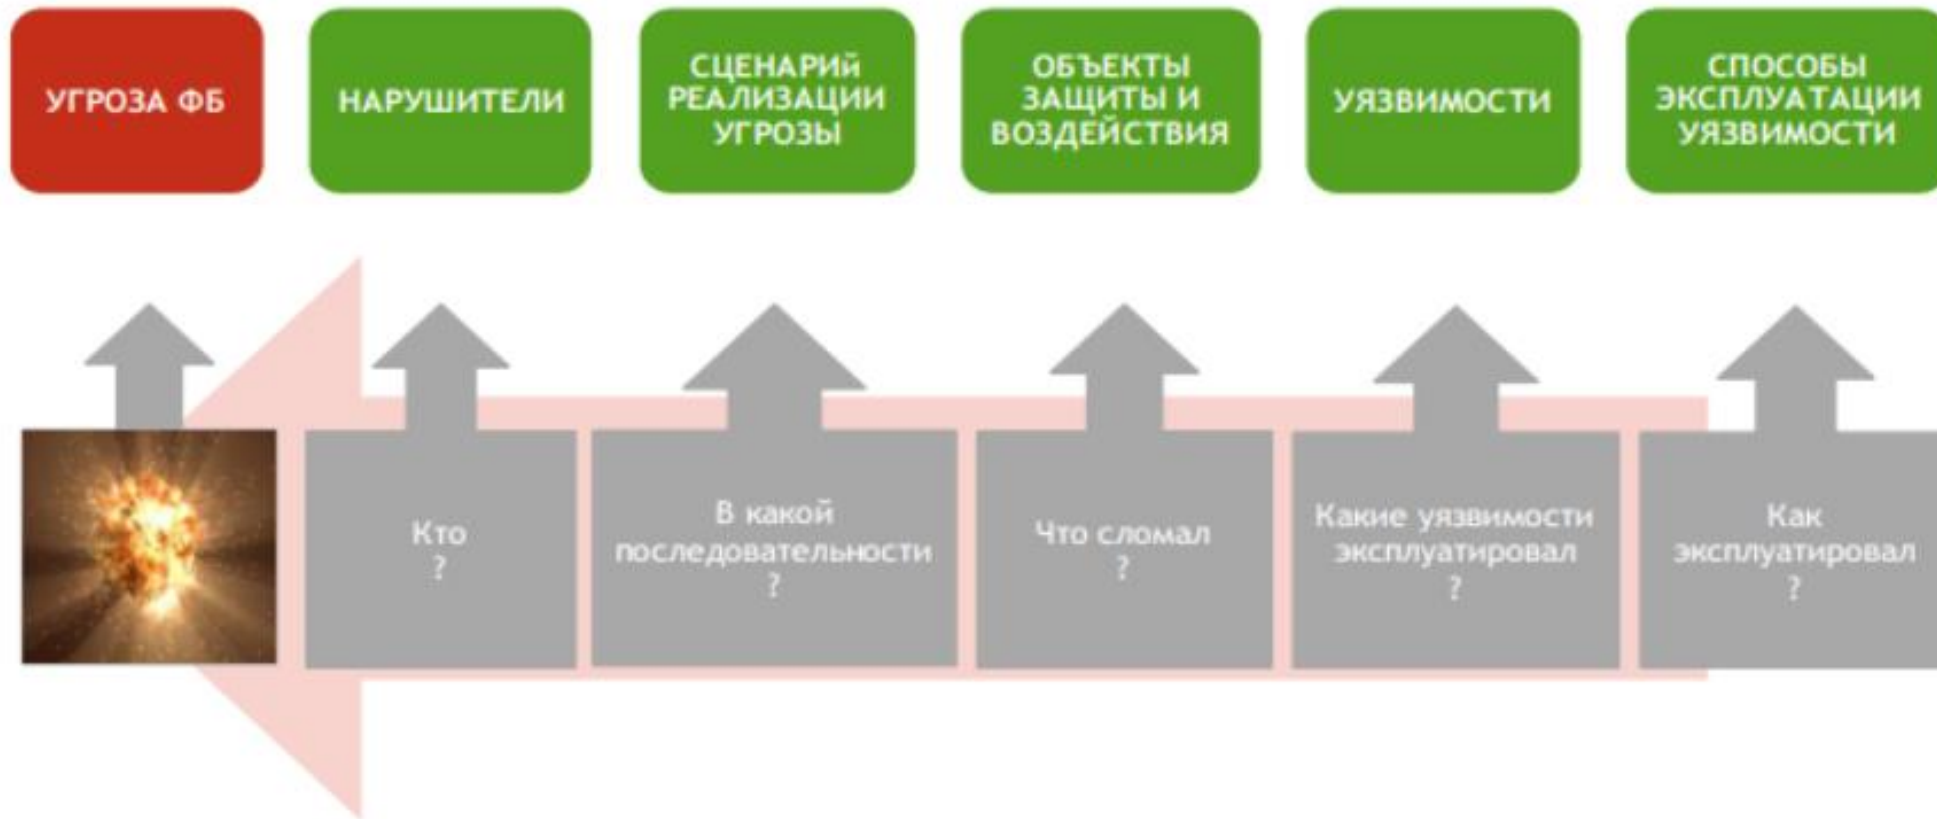 УГРОЗА ФБ
НАРУШИТЕЛИ
СЦЕНАРИй
РЕАЛИЗАЦИИ
УГРОЗЫ
ОБЪЕКТЫ
ЗАЩИТЫ И
ВОЗДЕЙСТВИЯ
УЯЗВИМОСТИ
СПОСОБЫ
ЭКСПЛУАТАЦИИ
УЯЗВИМОСТИ
Кто
?
В какой
последовательности
?
Что сломал
?
Какие уязвимости
эксплуатировал
?
Как
эксплуатировал
?